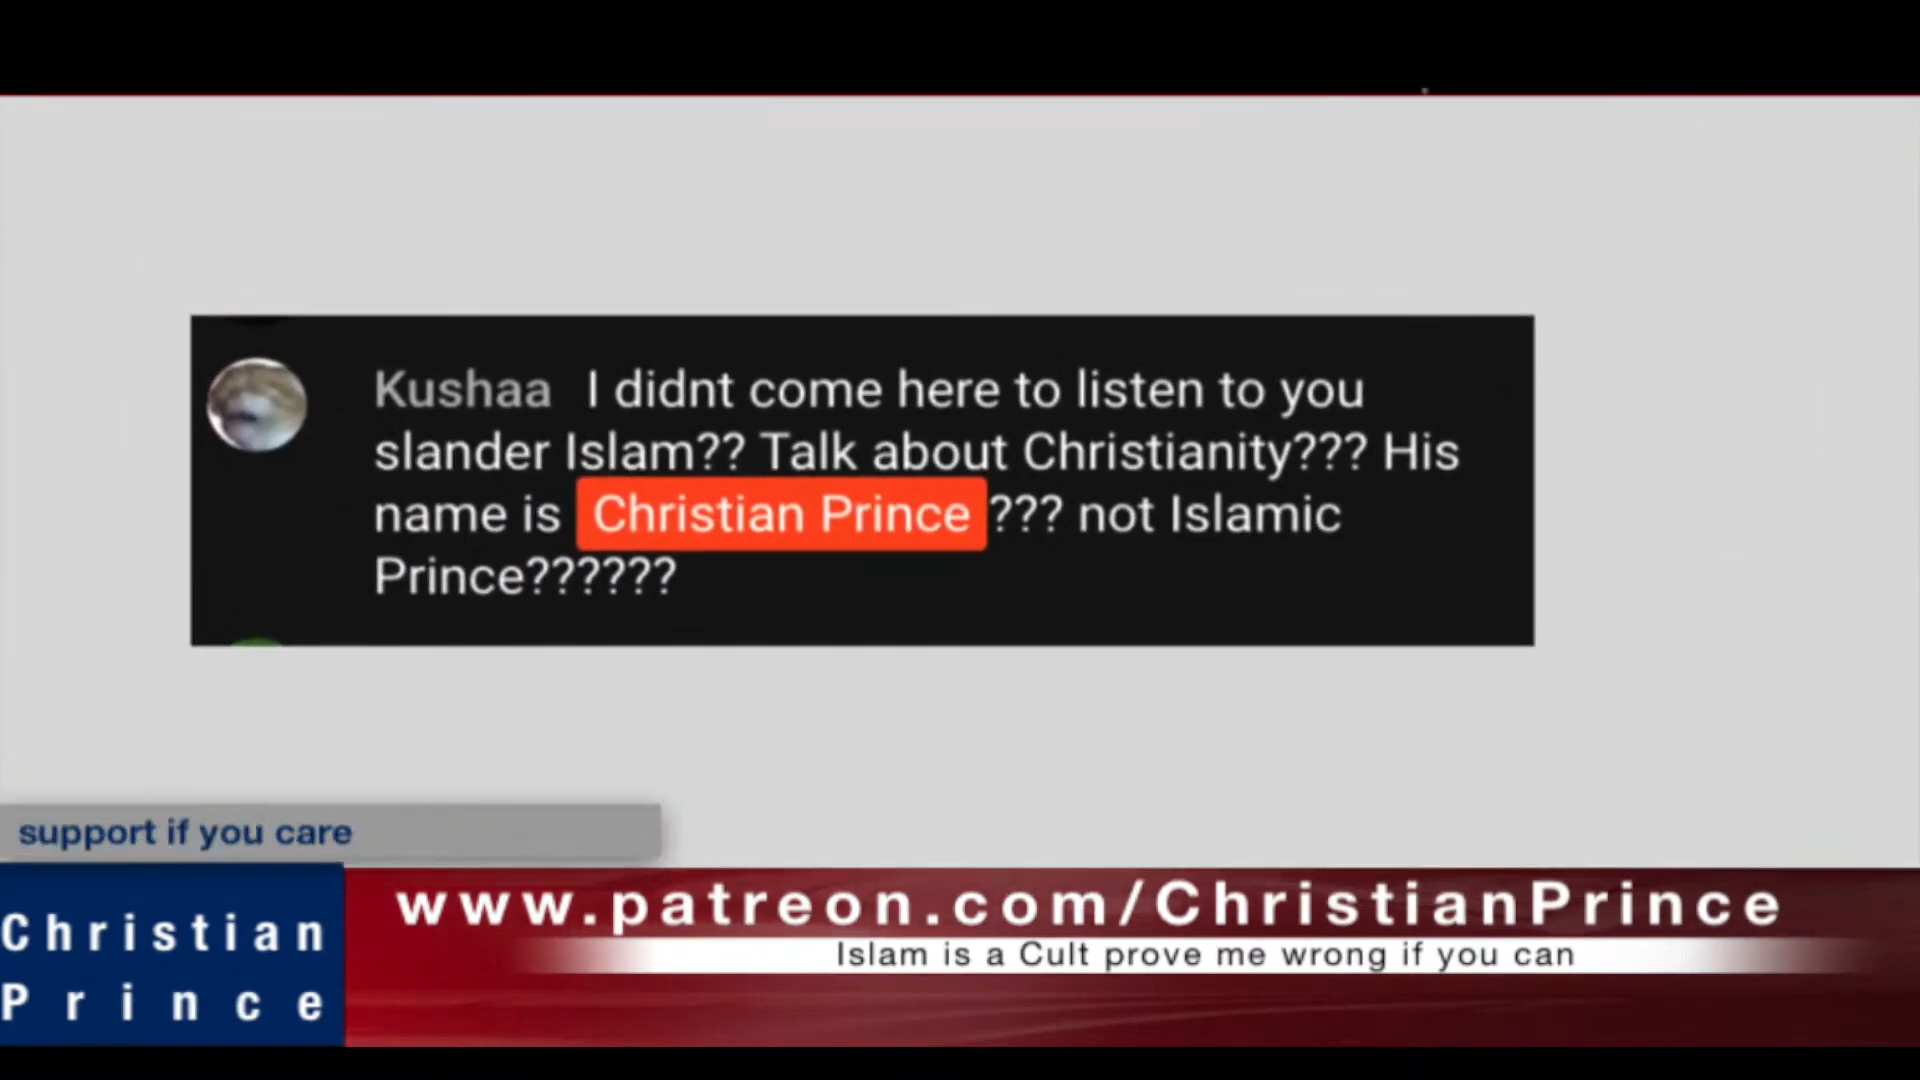 Kushaa I didnt come here to listen to you
slander Islam?? Talk about Christianity??? His
name is Christian Prince ??? not Islamic
Prince??????
support if you care
Christian
Prince
www.patreon.com/ChristianPrince
Islam is a Cult prove me wrong if you can